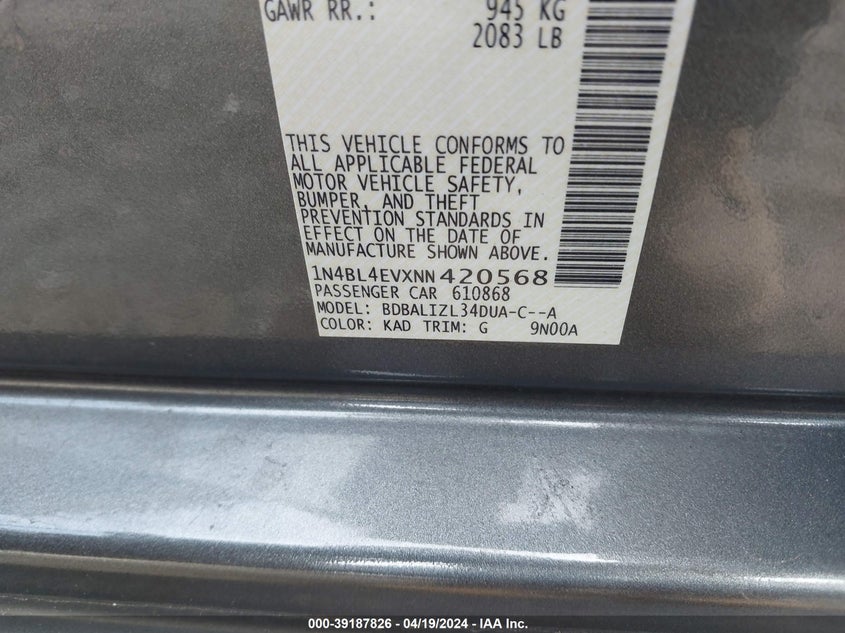 GAWR RR.: 945 KG
2083 LB
THIS VEHICLE CONFORMS TO
ALL APPLICABLE FEDERAL
MOTOR VEHICLE SAFETY,
BUMPER, AND THEFT
PREVENTION STANDARDS IN
EFFECT ON THE DATE OF
MANUFACTURE SHOWN ABOVE.
1N4BL4EVXNN420568
PASSENGER CAR 610868
MODEL: BDBALIZL34DUA-C--A
COLOR: KAD TRIM: G 9N00A
000-39187826 - 04/19/2024 - IAA Inc.